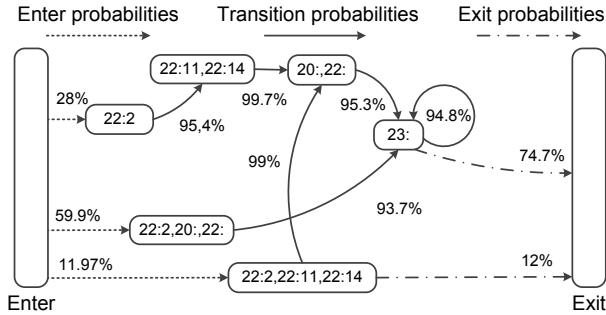 Enter probabilities Transition probabilities Exit probabilities
22:11,22:14 20:,22:
28% 99.7% 95.3% 94.8%
22:2 95,4% 23:
99% 74.7%
59.9% 93.7%
22:2,20:,22:
11.97% 22:2,22:11,22:14 12%
Enter Exit